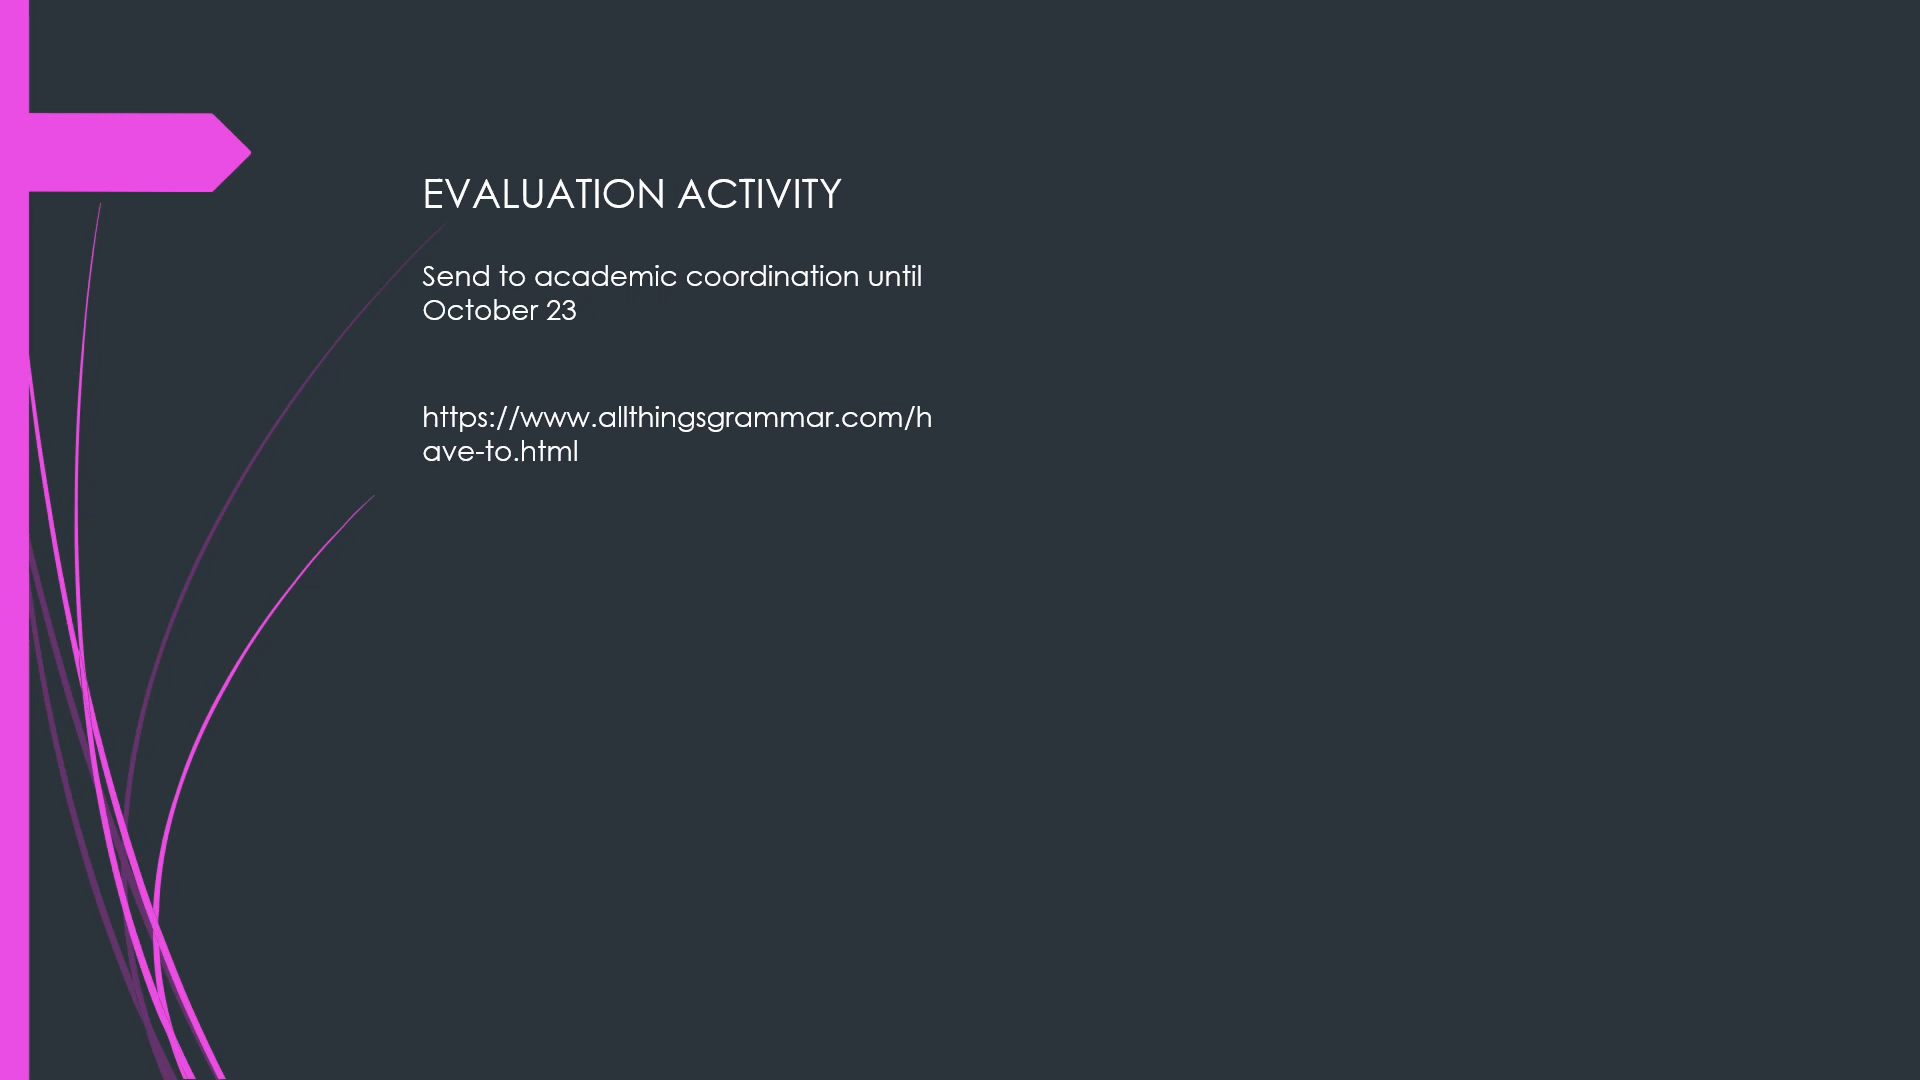 EVALUATION ACTIVITY
Send to academic coordination until
October 23
https://www.allthingsgrammar.com/h
ave-to.html